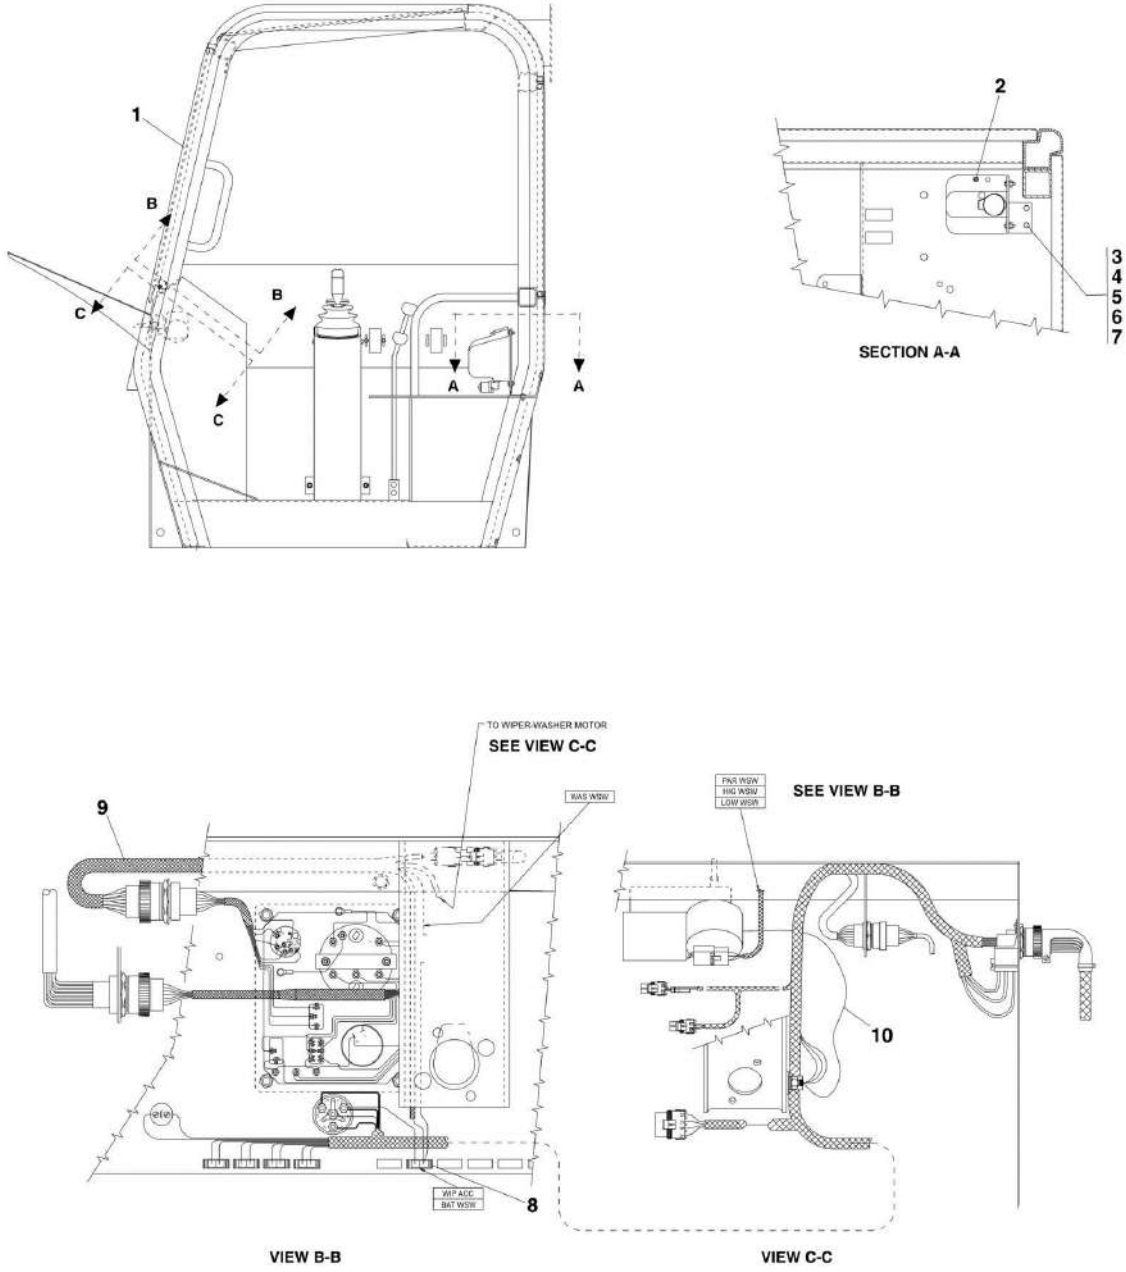 2
1
B
3
4
5
6
7
B
C
SECTION A-A
A
A
C
TO WIPER-WASHER MOTOR
SEE VIEW C-C
PAR WSW
HIG WSW
LOW WSW
SEE VIEW B-B
WAS WSW
9
10
WIP ACC
BAT WSW
8
VIEW B-B
VIEW C-C